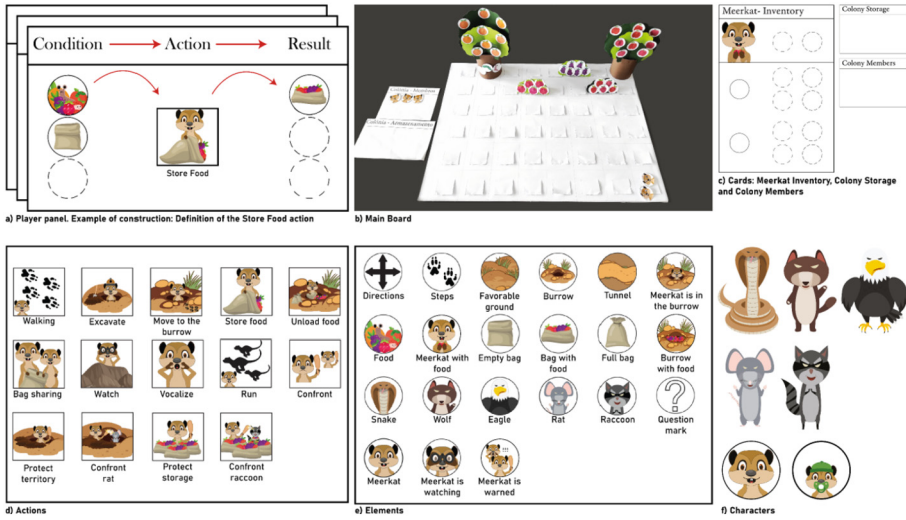 Condition Action Result
Store Food
a) Player panel. Example of construction: Definition of the Store Food action
b) Main Board
Meerkat- Inventory
Colony Storage
Colony Members
c) Cards: Meerkat Inventory, Colony Storage
and Colony Members
Walking
Excavate
Move to the
burrow
Store food
Unload food
Bag sharing
Watch
Vocalize
Run
Confront
Protect
territory
Confront
rat
Protect
storage
Confront
raccoon
d) Actions
Directions
Steps
Favorable
ground
Burrow
Tunnel
Meerkat is in
the burrow
Food
Meerkat with
food
Empty bag
Bag with
food
Full bag
Burrow
with food
Snake
Wolf
Eagle
Rat
Raccoon
Question
mark
Meerkat
Meerkat is
watching
Meerkat is
warned
e) Elements
f) Characters